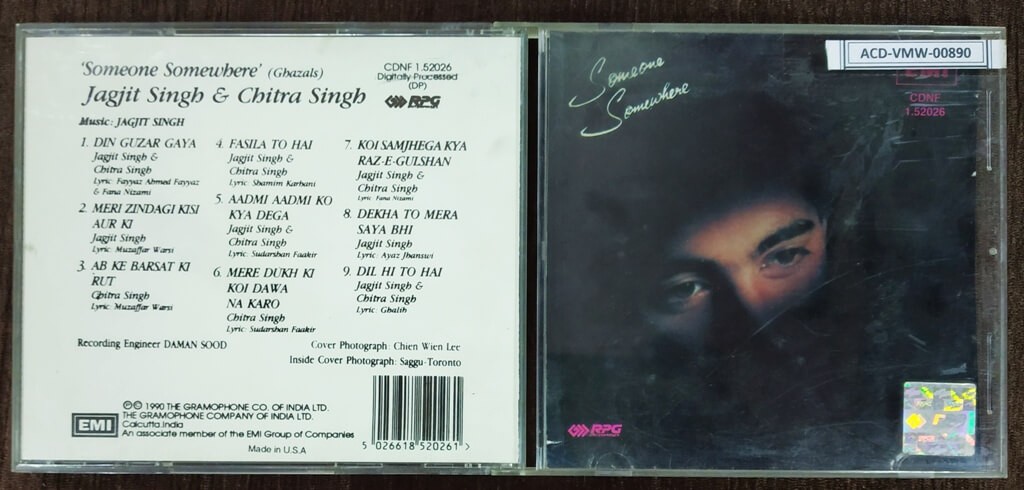 'Someone Somewhere' (Ghazals)
Jagjit Singh & Chitra Singh
CDNF 1.52026
Digitally Processed
(DP)
RPG
Music: JAGJIT SINGH
1. DIN GUZAR GAYA
Jagjit Singh &
Chitra Singh
Lyric: Fayyaz Ahmed Fayyaz
& Fana Nizami
2. MERI ZINDAGI KISI
AUR KI
Jagjit Singh
Lyric: Muzaffar Warsi
3. AB KE BARSAT KI
RUT
Chitra Singh
Lyric: Muzaffar Warsi
4. FASILA TO HAI
Jagjit Singh &
Chitra Singh
Lyric: Shamim Karbani
5. AADMI AADMI KO
KYA DEGA
Jagjit Singh &
Chitra Singh
Lyric: Sudarshan Faakir
6. MERE DUKH KI
KOI DAWA
NA KARO
Chitra Singh
Lyric: Sudarshan Faakir
7. KOI SAMJHEGA KYA
RAZ-E-GULSHAN
Jagjit Singh &
Chitra Singh
Lyric: Fana Nizami
8. DEKHA TO MERA
SAYA BHI
Jagjit Singh
Lyric: Ayaz Jhanswi
9. DIL HI TO HAI
Jagjit Singh &
Chitra Singh
Lyric: Ghalib
Recording Engineer DAMAN SOOD
Cover Photograph: Chien Wien Lee
Inside Cover Photograph: Saggu-Toronto
EMI
℗© 1990 THE GRAMOPHONE CO. OF INDIA LTD.
THE GRAMOPHONE COMPANY OF INDIA LTD.
Calcutta.India
An associate member of the EMI Group of Companies
Made in U.S.A
5 026618 520261 >
Someone
Somewhere
ACD-VMW-00890
EMI
CDNF
1.52026
RPG